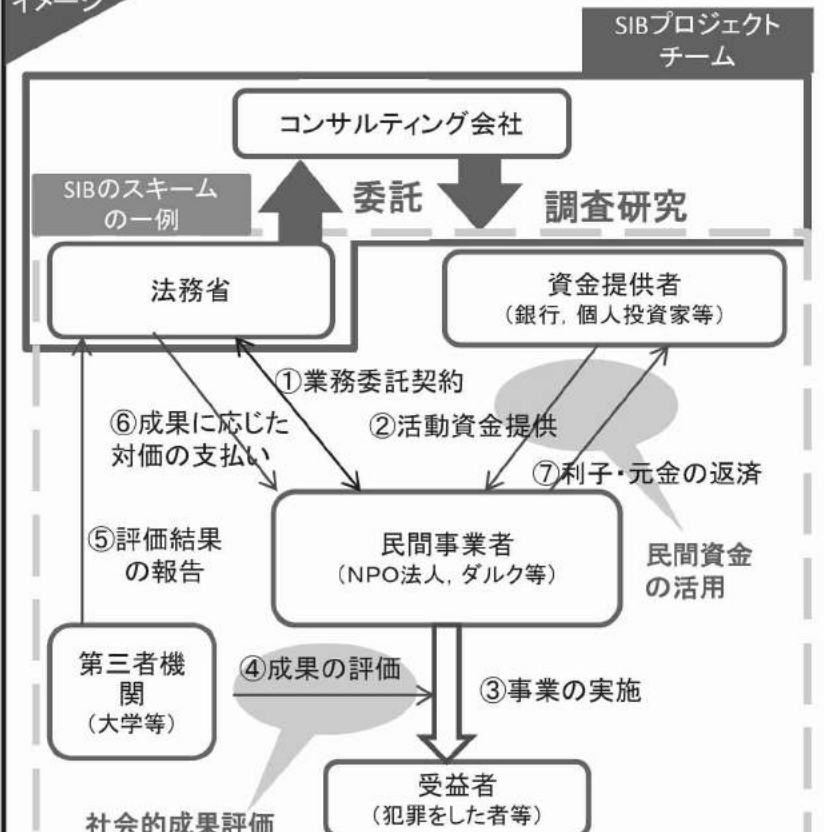 イメージ
SIBプロジェクト
チーム
コンサルティング会社
SIBのスキーム
の一例
委託
調査研究
法務省
資金提供者
（銀行，個人投資家等）
①業務委託契約
⑥成果に応じた
対価の支払い
②活動資金提供
⑦利子・元金の返済
⑤評価結果
の報告
民間事業者
（NPO法人，ダルク等）
民間資金
の活用
第三者機
関
（大学等）
④成果の評価
③事業の実施
受益者
（犯罪をした者等）
社会的成果評価